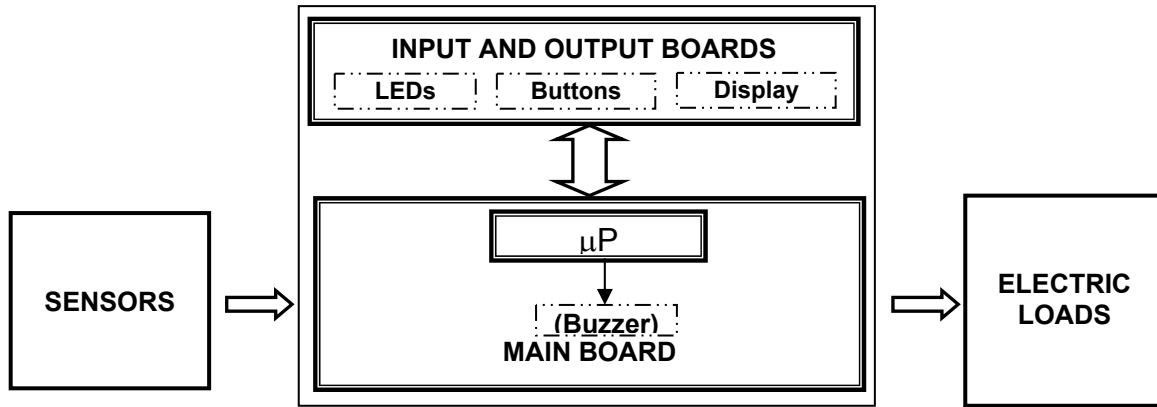 INPUT AND OUTPUT BOARDS
LEDs Buttons Display
SENSORS
μP
(Buzzer)
MAIN BOARD
ELECTRIC
LOADS